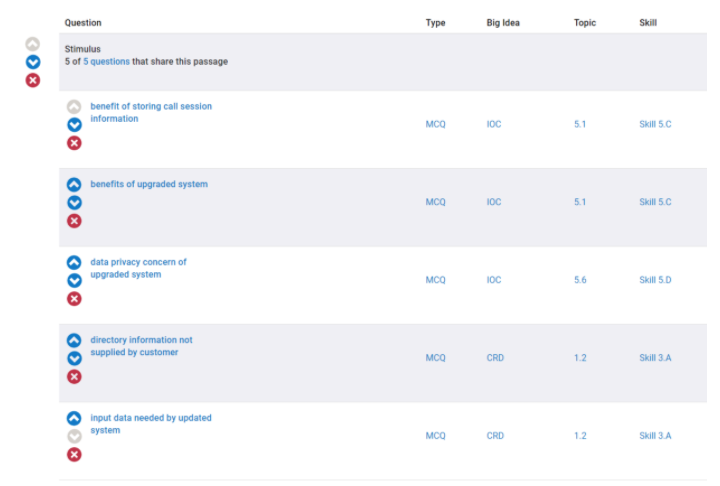 Question Type Big Idea Topic Skill
Stimulus
5 of 5 questions that share this passage
benefit of storing call session
information
MCQ IOC 5.1 Skill 5.C
benefits of upgraded system
MCQ IOC 5.1 Skill 5.C
data privacy concern of
upgraded system
MCQ IOC 5.6 Skill 5.D
directory information not
supplied by customer
MCQ CRD 1.2 Skill 3.A
input data needed by updated
system
MCQ CRD 1.2 Skill 3.A